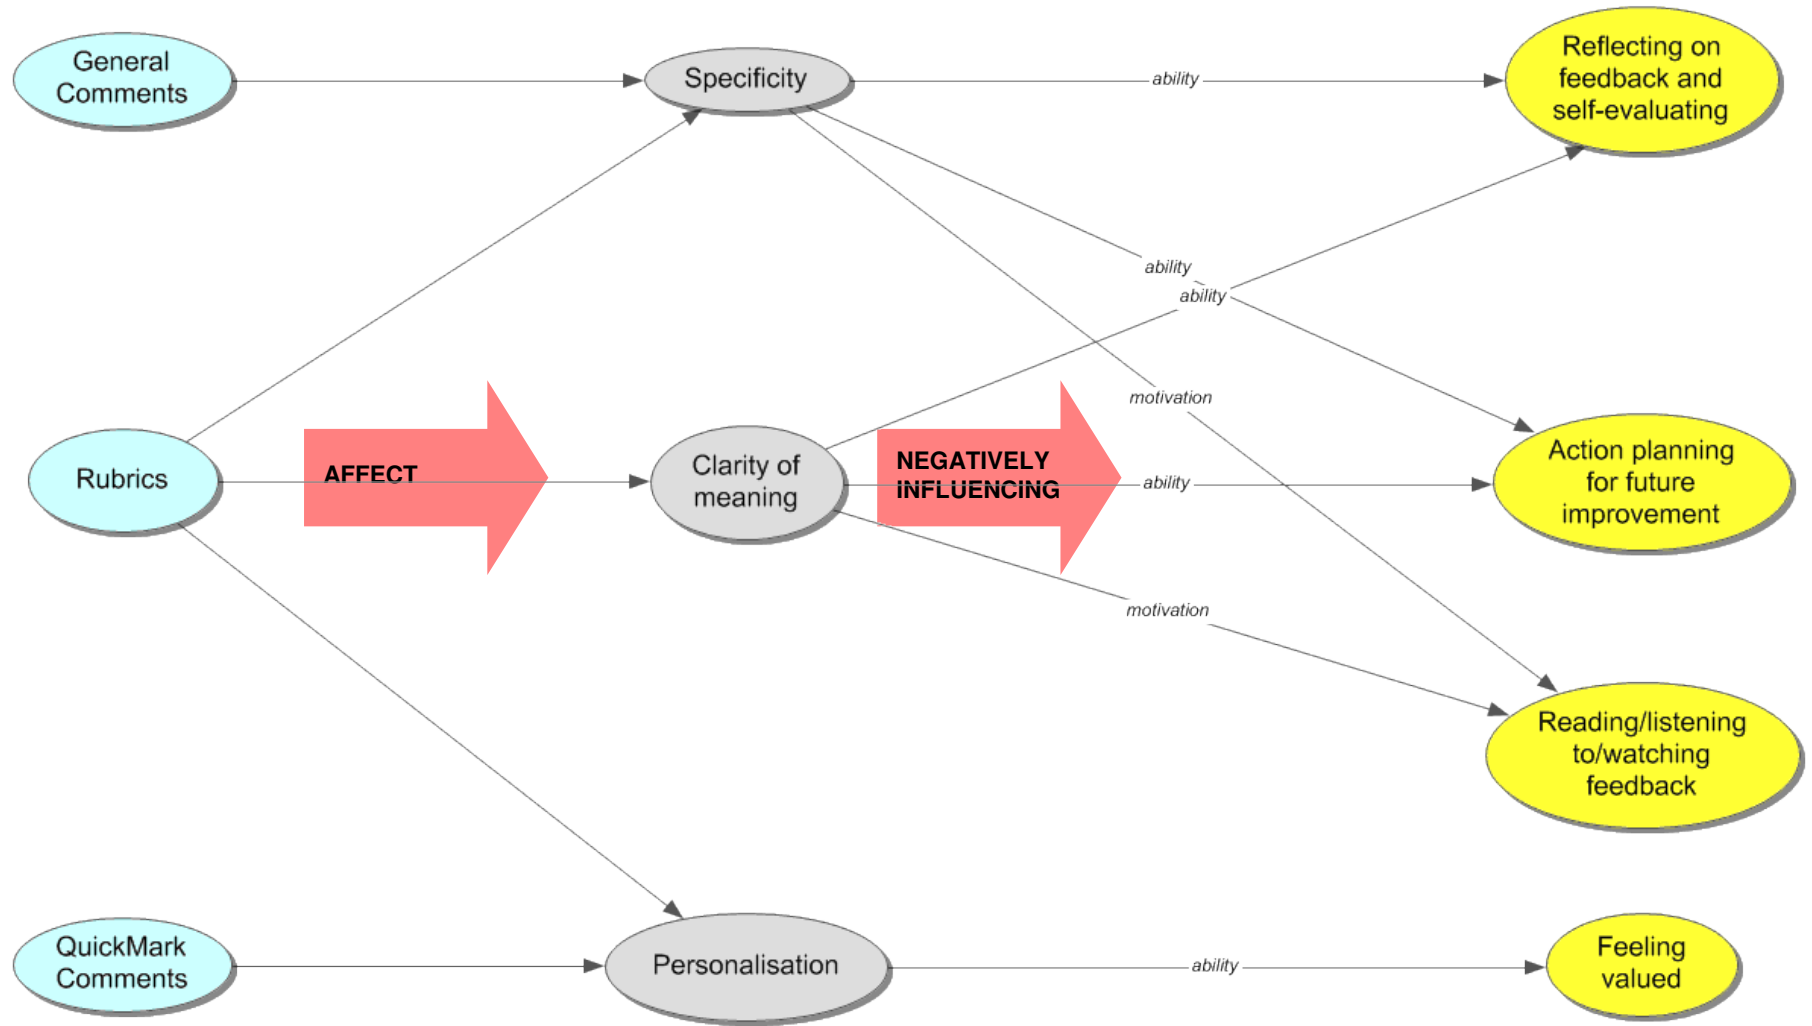 General
Comments
Specificity
ability
Reflecting on
feedback and
self-evaluating
ability
ability
motivation
Rubrics
AFFECT
Clarity of
meaning
NEGATIVELY
INFLUENCING
ability
Action planning
for future
improvement
motivation
Reading/listening
to/watching
feedback
QuickMark
Comments
Personalisation
ability
Feeling
valued